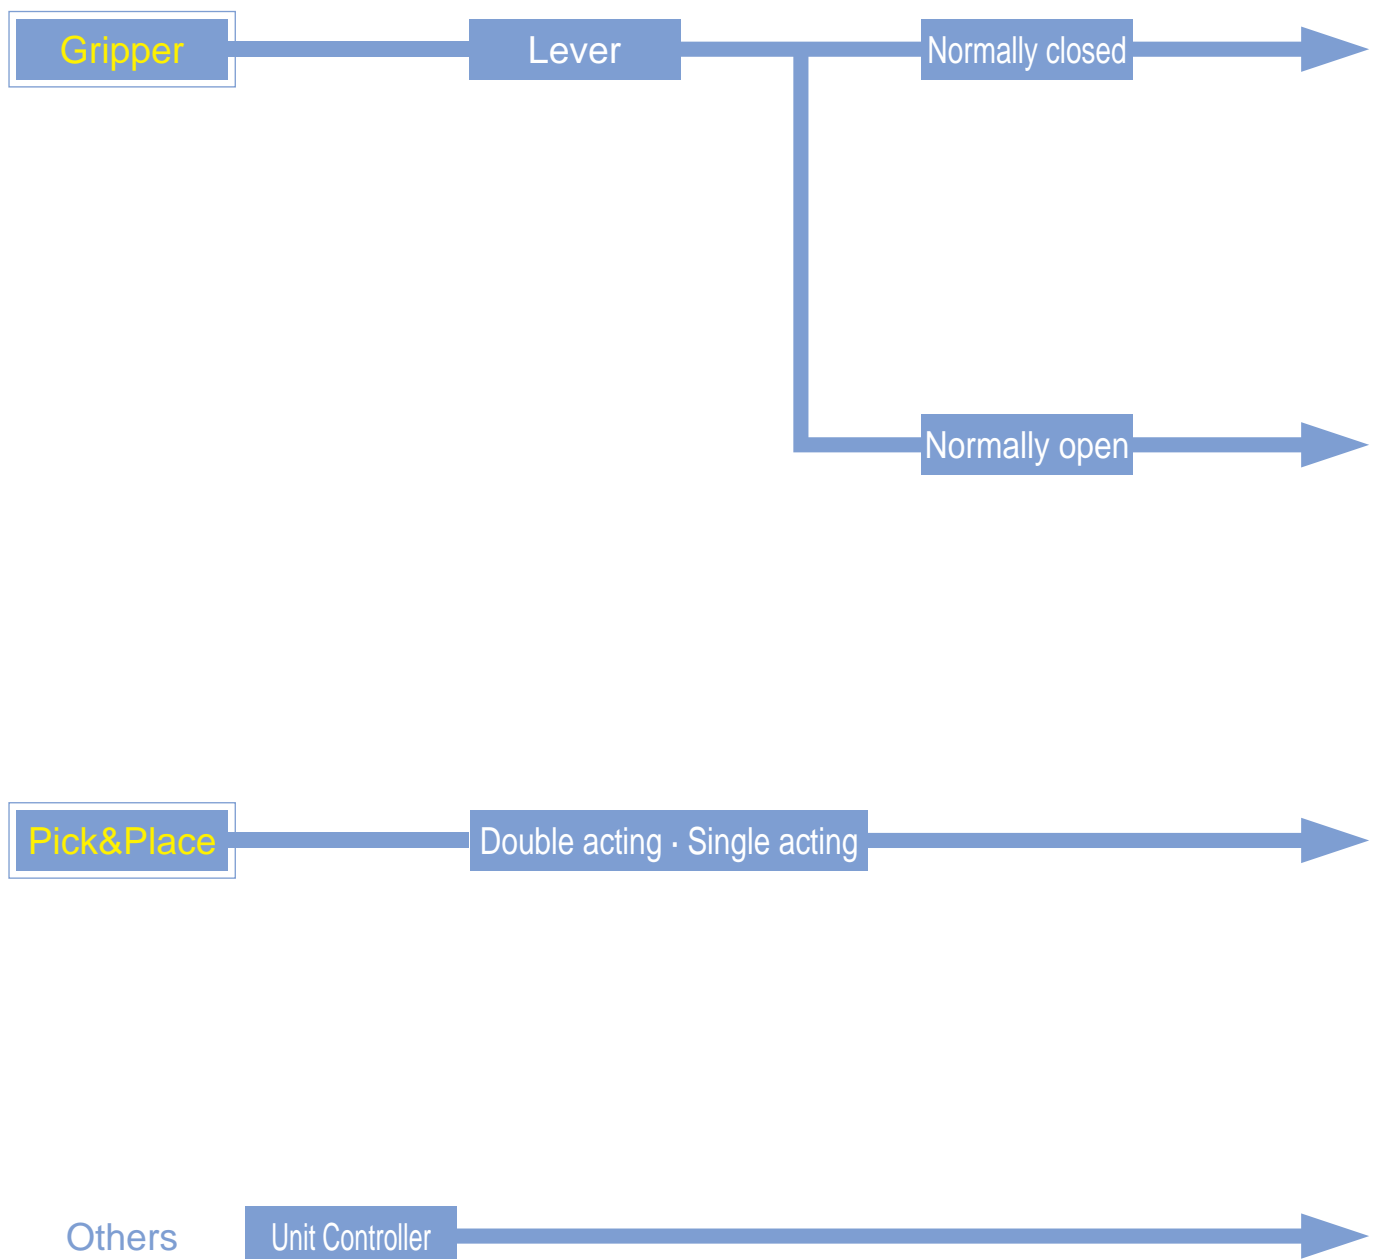 Gripper
Lever
Normally closed
Normally open
Pick&Place
Double acting · Single acting
Others
Unit Controller